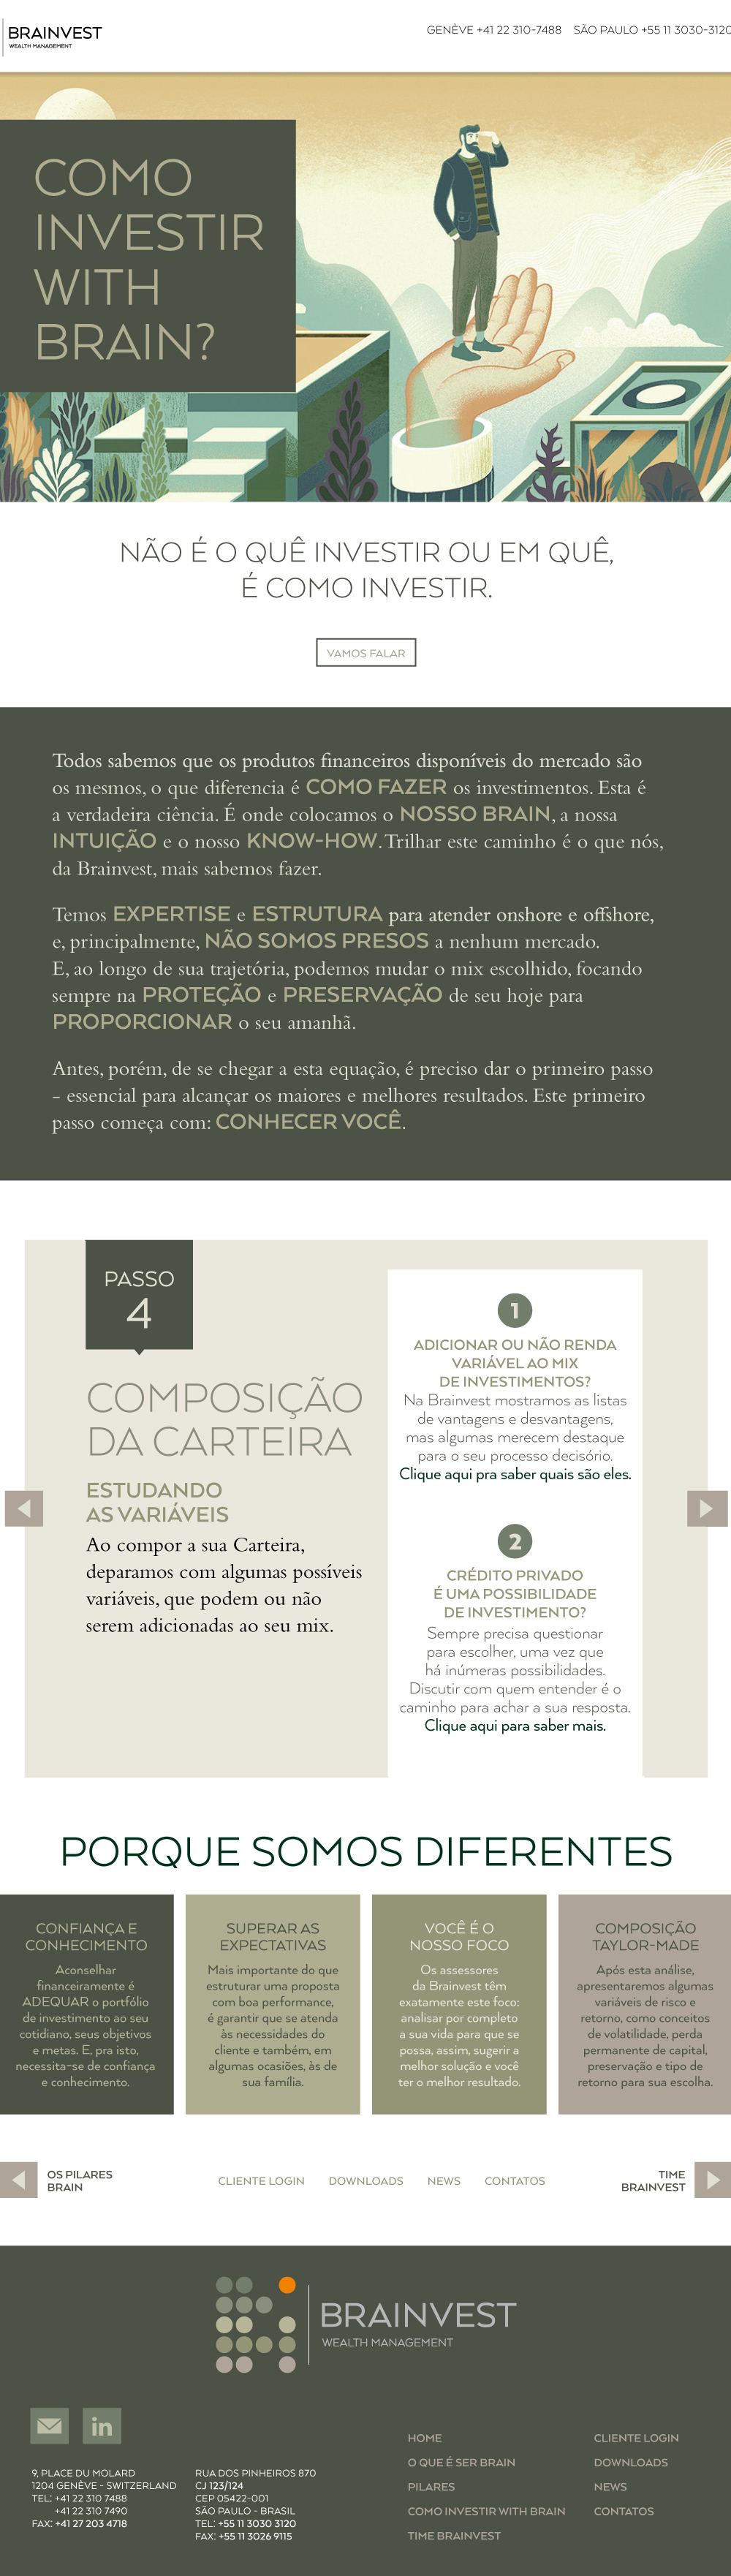 BRAINVEST
WEALTH MANAGEMENT
GENÈVE +41 22 310-7488 SÃO PAULO +55 11 3030-3120
COMO
INVESTIR
WITH
BRAIN?
NÃO É O QUÊ INVESTIR OU EM QUÊ,
É COMO INVESTIR.
VAMOS FALAR
Todos sabemos que os produtos financeiros disponíveis do mercado são
os mesmos, o que diferencia é COMO FAZER os investimentos. Esta é
a verdadeira ciência. É onde colocamos o NOSSO BRAIN, a nossa
INTUIÇÃO e o nosso KNOW-HOW. Trilhar este caminho é o que nós,
da Brainvest, mais sabemos fazer.
Temos EXPERTISE e ESTRUTURA para atender onshore e offshore,
e, principalmente, NÃO SOMOS PRESOS a nenhum mercado.
E, ao longo de sua trajetória, podemos mudar o mix escolhido, focando
sempre na PROTEÇÃO e PRESERVAÇÃO de seu hoje para
PROPORCIONAR o seu amanhã.
Antes, porém, de se chegar a esta equação, é preciso dar o primeiro passo
- essencial para alcançar os maiores e melhores resultados. Este primeiro
passo começa com: CONHECER VOCÊ.
PASSO
4
COMPOSIÇÃO
DA CARTEIRA
ESTUDANDO
AS VARIÁVEIS
Ao compor a sua Carteira,
deparamos com algumas possíveis
variáveis, que podem ou não
serem adicionadas ao seu mix.
1
ADICIONAR OU NÃO RENDA
VARIÁVEL AO MIX
DE INVESTIMENTOS?
Na Brainvest mostramos as listas
de vantagens e desvantagens,
mas algumas merecem destaque
para o seu processo decisório.
Clique aqui pra saber quais são eles.
2
CRÉDITO PRIVADO
É UMA POSSIBILIDADE
DE INVESTIMENTO?
Sempre precisa questionar
para escolher, uma vez que
há inúmeras possibilidades.
Discutir com quem entender é o
caminho para achar a sua resposta.
Clique aqui para saber mais.
PORQUE SOMOS DIFERENTES
CONFIANÇA E
CONHECIMENTO
Aconselhar
financeiramente é
ADEQUAR o portfólio
de investimento ao seu
cotidiano, seus objetivos
e metas. E, pra isto,
necessita-se de confiança
e conhecimento.
SUPERAR AS
EXPECTATIVAS
Mais importante do que
estruturar uma proposta
com boa performance,
é garantir que se atenda
às necessidades do
cliente e também, em
algumas ocasiões, às de
sua família.
VOCÊ É O
NOSSO FOCO
Os assessores
da Brainvest têm
exatamente este foco:
analisar por completo
a sua vida para que se
possa, assim, sugerir a
melhor solução e você
ter o melhor resultado.
COMPOSIÇÃO
TAYLOR-MADE
Após esta análise,
apresentaremos algumas
variáveis de risco e
retorno, como conceitos
de volatilidade, perda
permanente de capital,
preservação e tipo de
retorno para sua escolha.
OS PILARES
BRAIN
CLIENTE LOGIN DOWNLOADS NEWS CONTATOS
TIME
BRAINVEST
BRAINVEST
WEALTH MANAGEMENT
in
9, PLACE DU MOLARD
1204 GENÈVE - SWITZERLAND
TEL: +41 22 310 7488
+41 22 310 7490
FAX: +41 27 203 4718
RUA DOS PINHEIROS 870
CJ 123/124
CEP 05422-001
SÃO PAULO - BRASIL
TEL: +55 11 3030 3120
FAX: +55 11 3026 9115
HOME
O QUE É SER BRAIN
PILARES
COMO INVESTIR WITH BRAIN
TIME BRAINVEST
CLIENTE LOGIN
DOWNLOADS
NEWS
CONTATOS